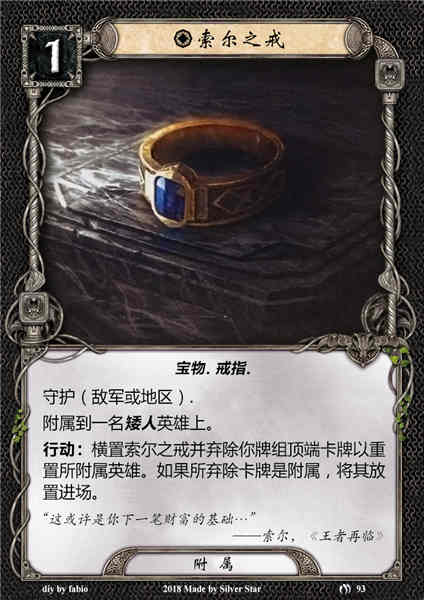 1
索尔之戒
宝物. 戒指.
守护（敌军或地区）.
附属到一名矮人英雄上。
行动：横置索尔之戒并弃除你牌组顶端卡牌以重
置所附属英雄。如果所弃除卡牌是附属，将其放
置进场。
“这或许是你下一笔财富的基础…”
——索尔，《王者再临》
附 属
diy by fabio
2018 Made by Silver Star
93